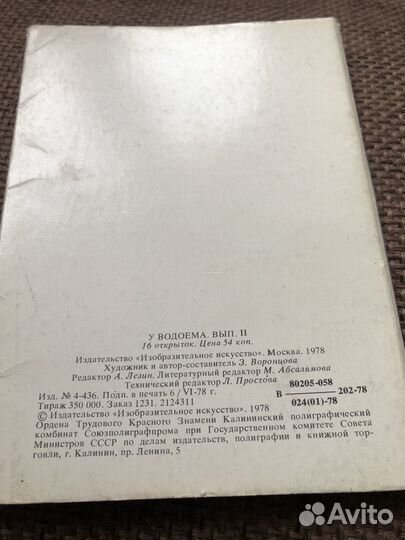 У ВОДОЕМА. ВЫП. II
16 открыток. Цена 54 коп.
Издательство «Изобразительное искусство». Москва. 1978
Художник и автор-составитель З. Воронцова
Редактор А. Лезин. Литературный редактор М. Абсалямова
Технический редактор Л. Простова
Изд. № 4-436. Подп. в печать 6 / VI-78 г.
Тираж 350 000. Заказ 1231. 2124311
80205-058
В ——— 202-78
024(01)-78
© Издательство «Изобразительное искусство». 1978
Ордена Трудового Красного Знамени Калининский полиграфический
комбинат Союзполиграфпрома при Государственном комитете Совета
Министров СССР по делам издательств, полиграфии и книжной тор-
говли, г. Калинин, пр. Ленина, 5
Avito